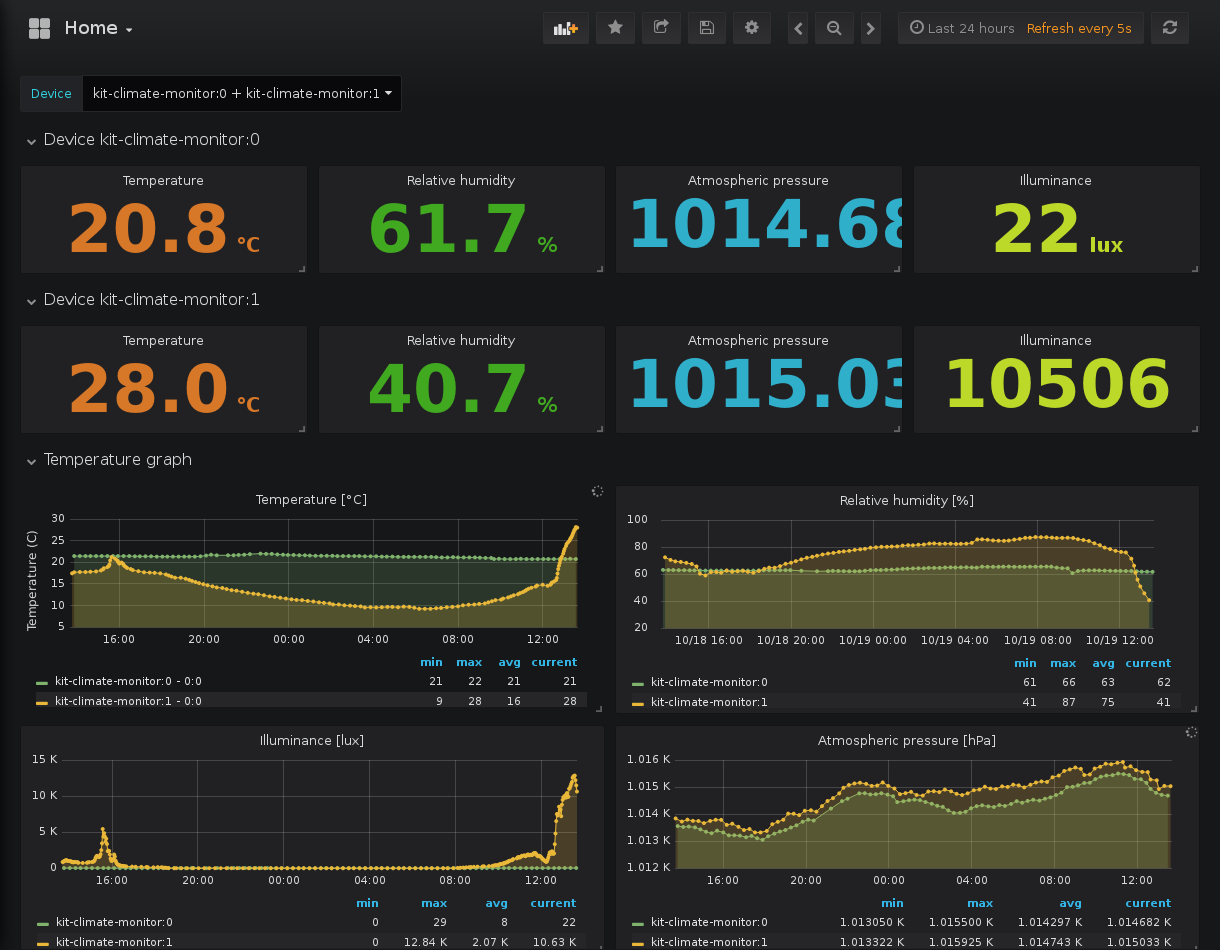 Home
Last 24 hours Refresh every 5s
Device kit-climate-monitor:0 + kit-climate-monitor:1
Device kit-climate-monitor:0
Temperature Relative humidity Atmospheric pressure Illuminance
20.8 °C 61.7 % 1014.68 22 lux
Device kit-climate-monitor:1
Temperature Relative humidity Atmospheric pressure Illuminance
28.0 °C 40.7 % 1015.03 10506
Temperature graph
Temperature [°C]
Temperature (C)
30
25
20
15
10
5
16:00 20:00 00:00 04:00 08:00 12:00
min max avg current
kit-climate-monitor:0 - 0:0 21 22 21 21
kit-climate-monitor:1 - 0:0 9 28 16 28
Relative humidity [%]
100
80
60
40
20
10/18 16:00 10/18 20:00 10/19 00:00 10/19 04:00 10/19 08:00 10/19 12:00
min max avg current
kit-climate-monitor:0 61 66 63 62
kit-climate-monitor:1 41 87 75 41
Illuminance [lux]
15 K
10 K
5 K
0
16:00 20:00 00:00 04:00 08:00 12:00
min max avg current
kit-climate-monitor:0 0 29 8 22
kit-climate-monitor:1 0 12.84 K 2.07 K 10.63 K
Atmospheric pressure [hPa]
1.016 K
1.015 K
1.014 K
1.013 K
1.012 K
16:00 20:00 00:00 04:00 08:00 12:00
min max avg current
kit-climate-monitor:0 1.013050 K 1.015500 K 1.014297 K 1.014682 K
kit-climate-monitor:1 1.013322 K 1.015925 K 1.014743 K 1.015033 K